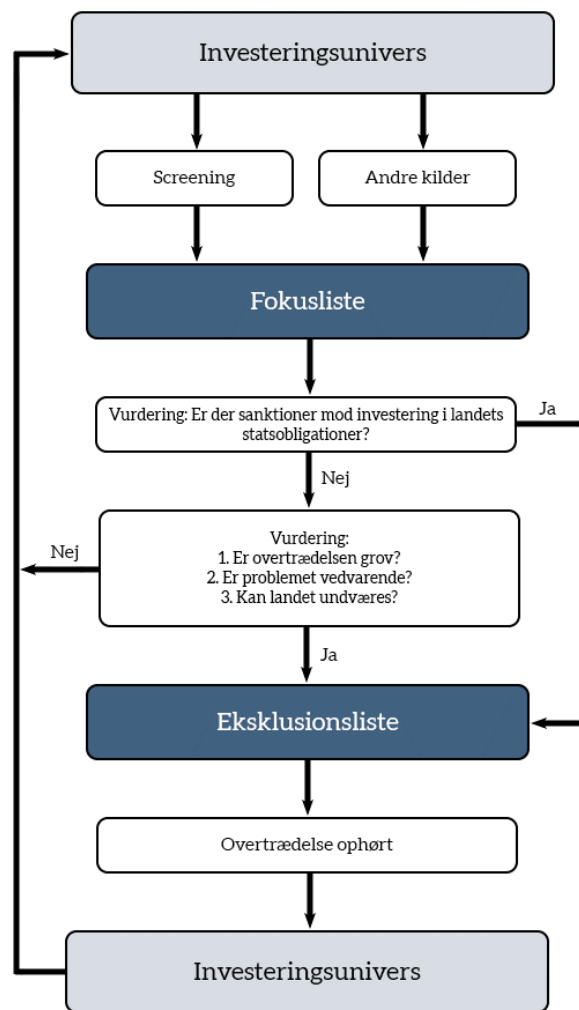 Investeringsunivers
Screening
Andre kilder
Fokusliste
Vurdering: Er der sanktioner mod investering i landets
statsobligationer?
Ja
Nej
Vurdering:
1. Er overtrædelsen grov?
2. Er problemet vedvarende?
3. Kan landet undværes?
Nej
Ja
Eksklusionsliste
Overtrædelse ophørt
Investeringsunivers